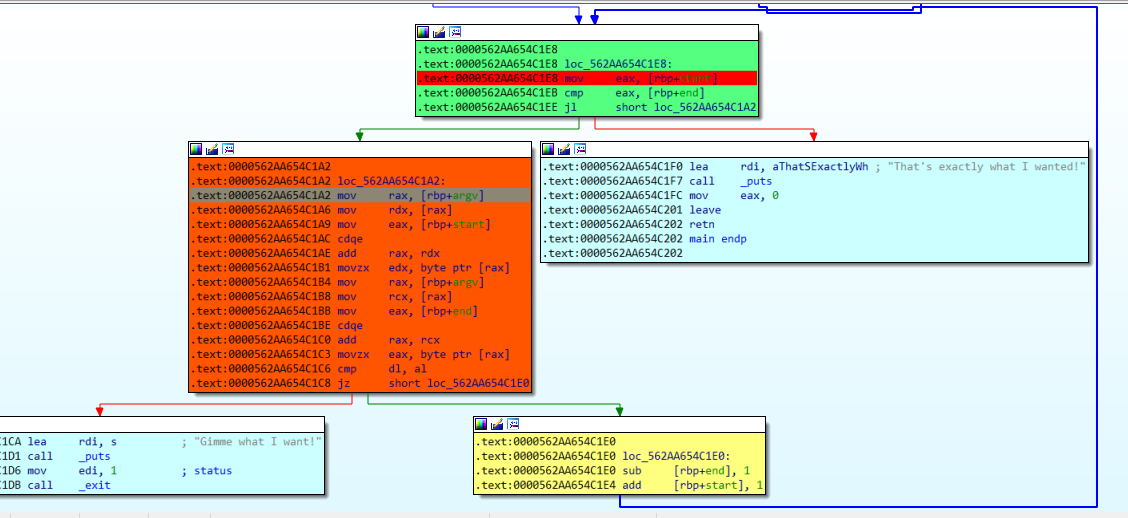 .text:0000562AA654C1E8
.text:0000562AA654C1E8 loc_562AA654C1E8:
.text:0000562AA654C1E8 mov eax, [rbp+start]
.text:0000562AA654C1EB cmp eax, [rbp+end]
.text:0000562AA654C1EE jl short loc_562AA654C1A2
.text:0000562AA654C1A2
.text:0000562AA654C1A2 loc_562AA654C1A2:
.text:0000562AA654C1A2 mov rax, [rbp+argv]
.text:0000562AA654C1A6 mov rdx, [rax]
.text:0000562AA654C1A9 mov eax, [rbp+start]
.text:0000562AA654C1AC cdqe
.text:0000562AA654C1AE add rax, rdx
.text:0000562AA654C1B1 movzx edx, byte ptr [rax]
.text:0000562AA654C1B4 mov rax, [rbp+argv]
.text:0000562AA654C1B8 mov rcx, [rax]
.text:0000562AA654C1BB mov eax, [rbp+end]
.text:0000562AA654C1BE cdqe
.text:0000562AA654C1C0 add rax, rcx
.text:0000562AA654C1C3 movzx eax, byte ptr [rax]
.text:0000562AA654C1C6 cmp dl, al
.text:0000562AA654C1C8 jz short loc_562AA654C1E0
.text:0000562AA654C1F0 lea rdi, aThatSExactlyWh ; "That's exactly what I wanted!"
.text:0000562AA654C1F7 call _puts
.text:0000562AA654C1FC mov eax, 0
.text:0000562AA654C201 leave
.text:0000562AA654C202 retn
.text:0000562AA654C202 main endp
.text:0000562AA654C202
C1CA lea rdi, s ; "Gimme what I want!"
C1D1 call _puts
C1D6 mov edi, 1 ; status
C1DB call _exit
.text:0000562AA654C1E0
.text:0000562AA654C1E0 loc_562AA654C1E0:
.text:0000562AA654C1E0 sub [rbp+end], 1
.text:0000562AA654C1E4 add [rbp+start], 1